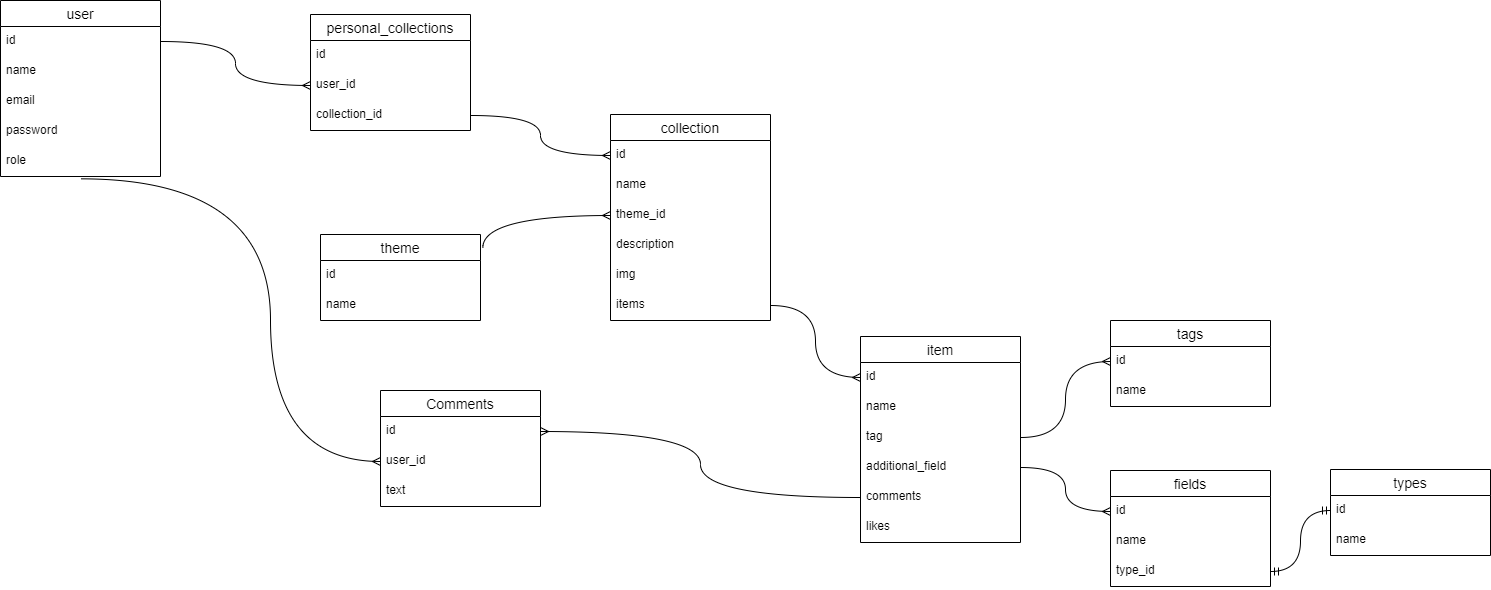 user
id
name
email
password
role
personal_collections
id
user_id
collection_id
collection
id
name
theme_id
description
img
items
theme
id
name
Comments
id
user_id
text
item
id
name
tag
additional_field
comments
likes
tags
id
name
fields
id
name
type_id
types
id
name